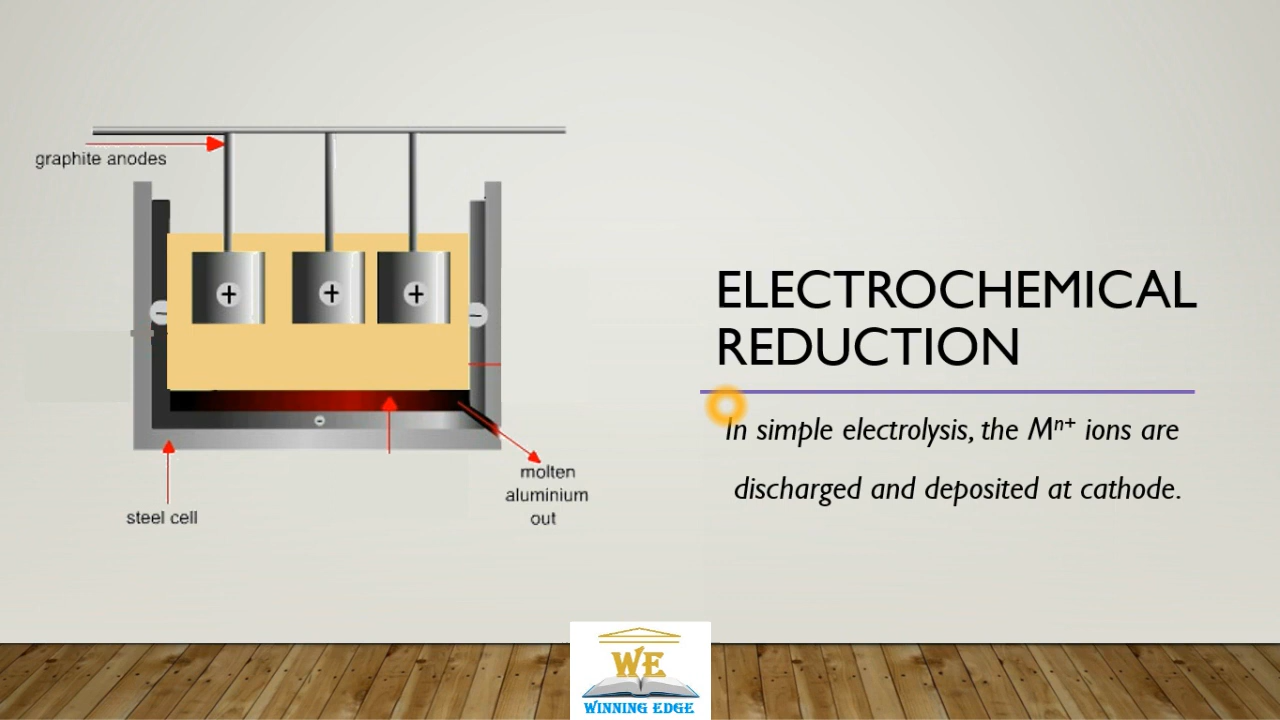 graphite anodes
+
+
+
−
−
−
steel cell
molten
aluminium
out
ELECTROCHEMICAL
REDUCTION
In simple electrolysis, the Mⁿ⁺ ions are
discharged and deposited at cathode.
WE
WINNING EDGE